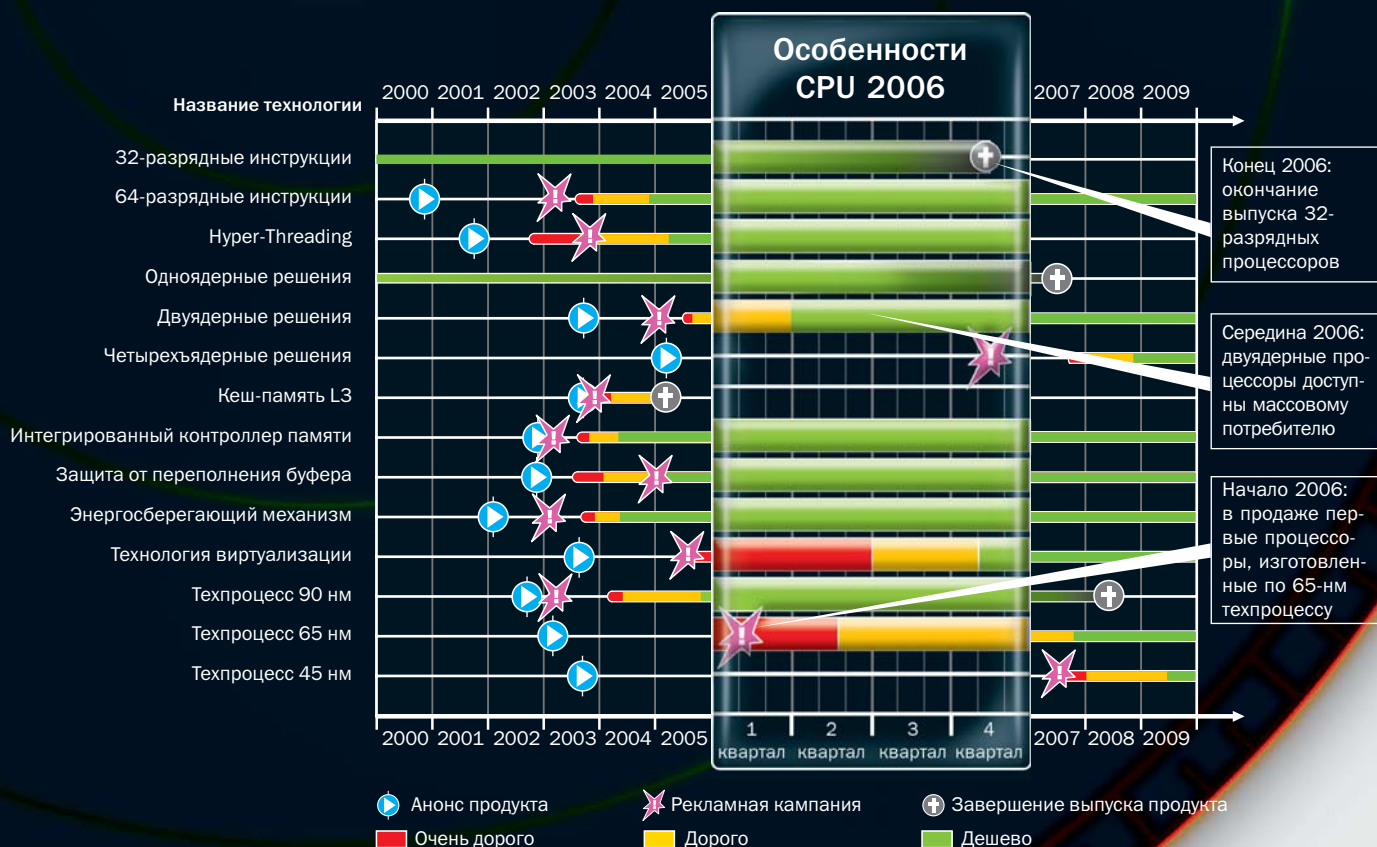 Особенности
CPU 2006
Название технологии
2000 2001 2002 2003 2004 2005
2007 2008 2009
32-разрядные инструкции
64-разрядные инструкции
Hyper-Threading
Одноядерные решения
Двуядерные решения
Четырехъядерные решения
Кеш-память L3
Интегрированный контроллер памяти
Защита от переполнения буфера
Энергосберегающий механизм
Технология виртуализации
Техпроцесс 90 нм
Техпроцесс 65 нм
Техпроцесс 45 нм
Конец 2006:
окончание
выпуска 32-
разрядных
процессоров
Середина 2006:
двуядерные про-
цессоры доступ-
ны массовому
потребителю
Начало 2006:
в продаже пер-
вые процессо-
ры, изготовлен-
ные по 65-нм
техпроцессу
2000 2001 2002 2003 2004 2005
1
квартал
2
квартал
3
квартал
4
квартал
2007 2008 2009
Анонс продукта
Рекламная кампания
Завершение выпуска продукта
Очень дорого
Дорого
Дешево